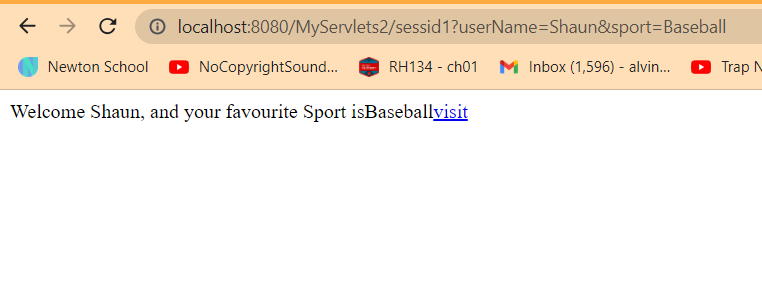 localhost:8080/MyServlets2/sessid1?userName=Shaun&sport=Baseball
Newton School NoCopyrightSound... RH134 - ch01 Inbox (1,596) - alvin... Trap N
Welcome Shaun, and your favourite Sport isBaseballvisit